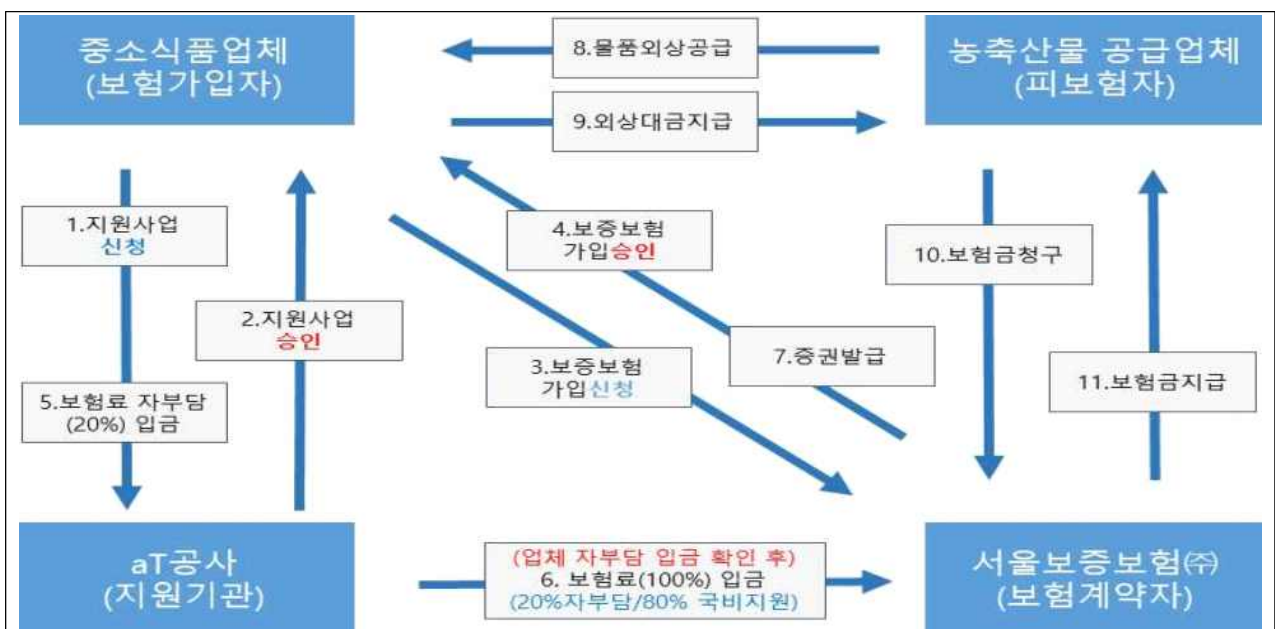 중소식품업체
(보험가입자)
8.물품외상공급
농축산물 공급업체
(피보험자)
9.외상대금지급
1.지원사업
신청
4.보증보험
가입승인
10.보험금청구
2.지원사업
승인
3.보증보험
가입신청
7.증권발급
11.보험금지급
5.보험료 자부담
(20%) 입금
aT공사
(지원기관)
(업체 자부담 입금 확인 후)
6. 보험료(100%) 입금
(20%자부담/80% 국비지원)
서울보증보험㈜
(보험계약자)